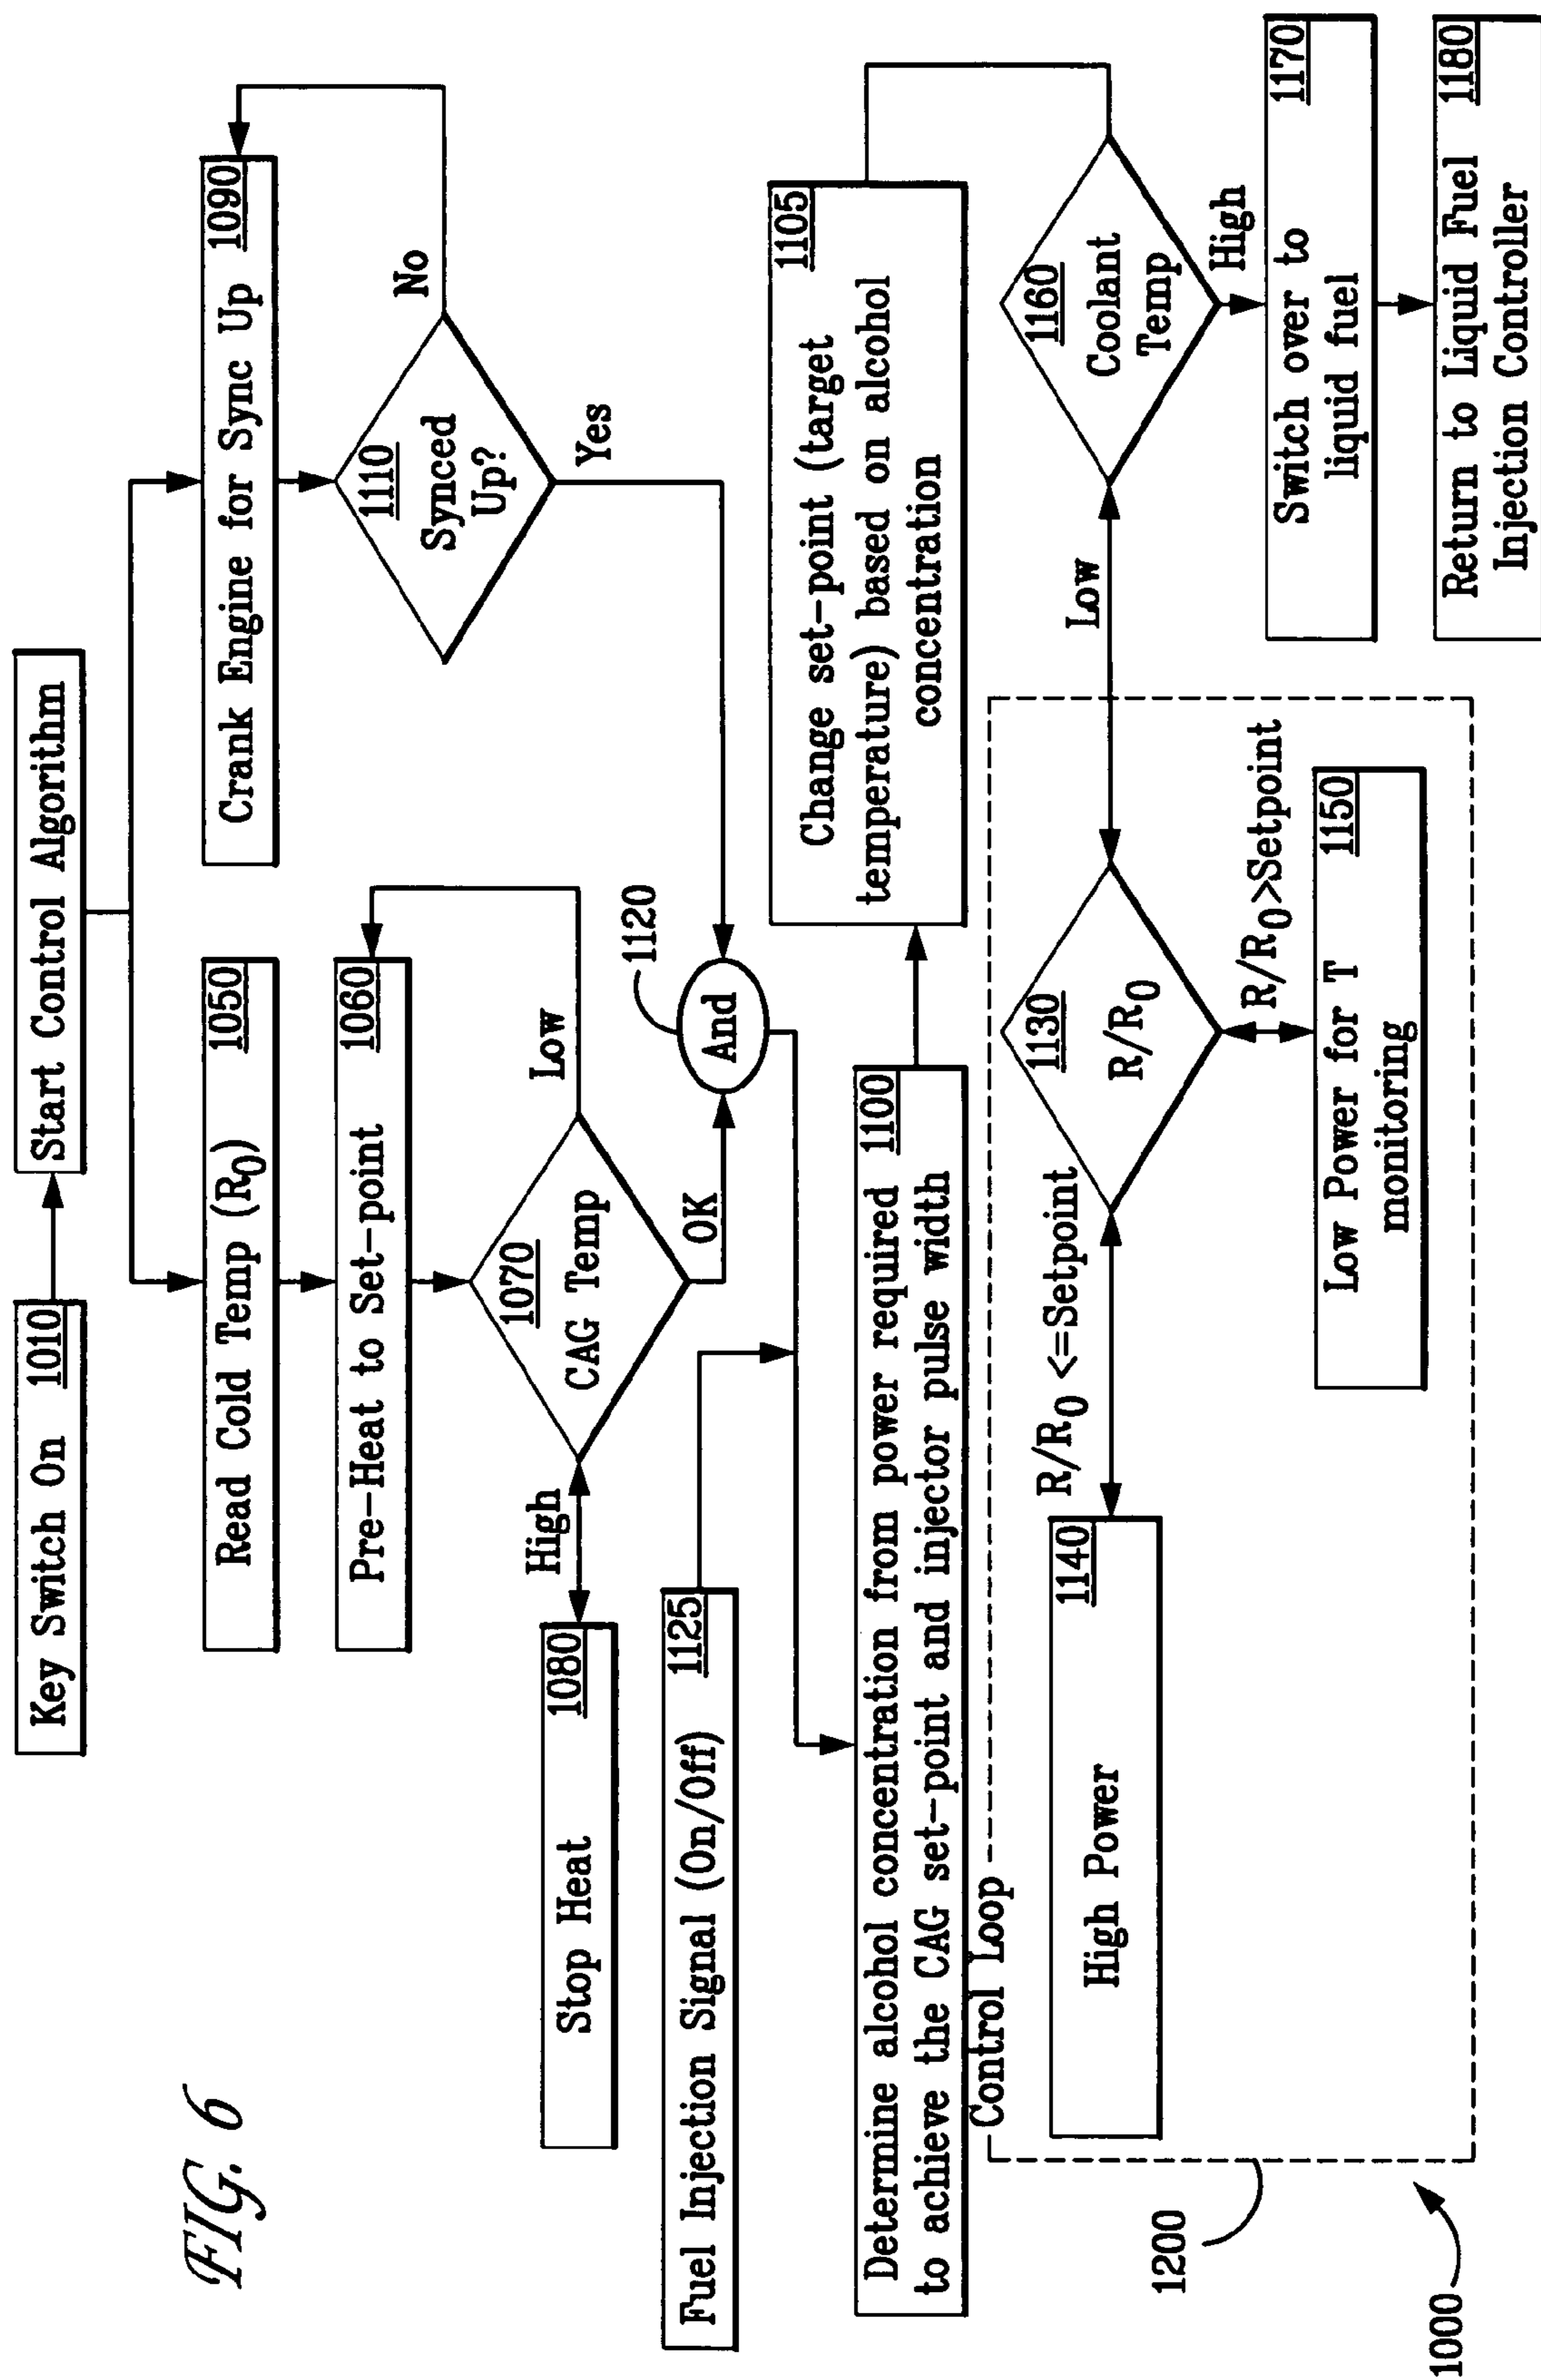 FIG. 6
Key Switch On 1010
Start Control Algorithm
Read Cold Temp (R0) 1050
Crank Engine for Sync Up 1090
Pre-Heat to Set-point 1060
1110
Synced
Up?
No
Yes
1070
CAG Temp
Low
High
OK
Stop Heat 1080
And
1120
Fuel Injection Signal (On/Off) 1125
Determine alcohol concentration from power required 1100
to achieve the CAG set-point and injector pulse width
Change set-point (target 1105
temperature) based on alcohol
concentration
Control Loop
High Power 1140
R/R0 <=Setpoint
1130
R/R0
Low
1160
Coolant
Temp
High
R/R0>Setpoint
Low Power for T 1150
monitoring
Switch over to 1170
liquid fuel
Return to Liquid Fuel 1180
Injection Controller
1200
1000